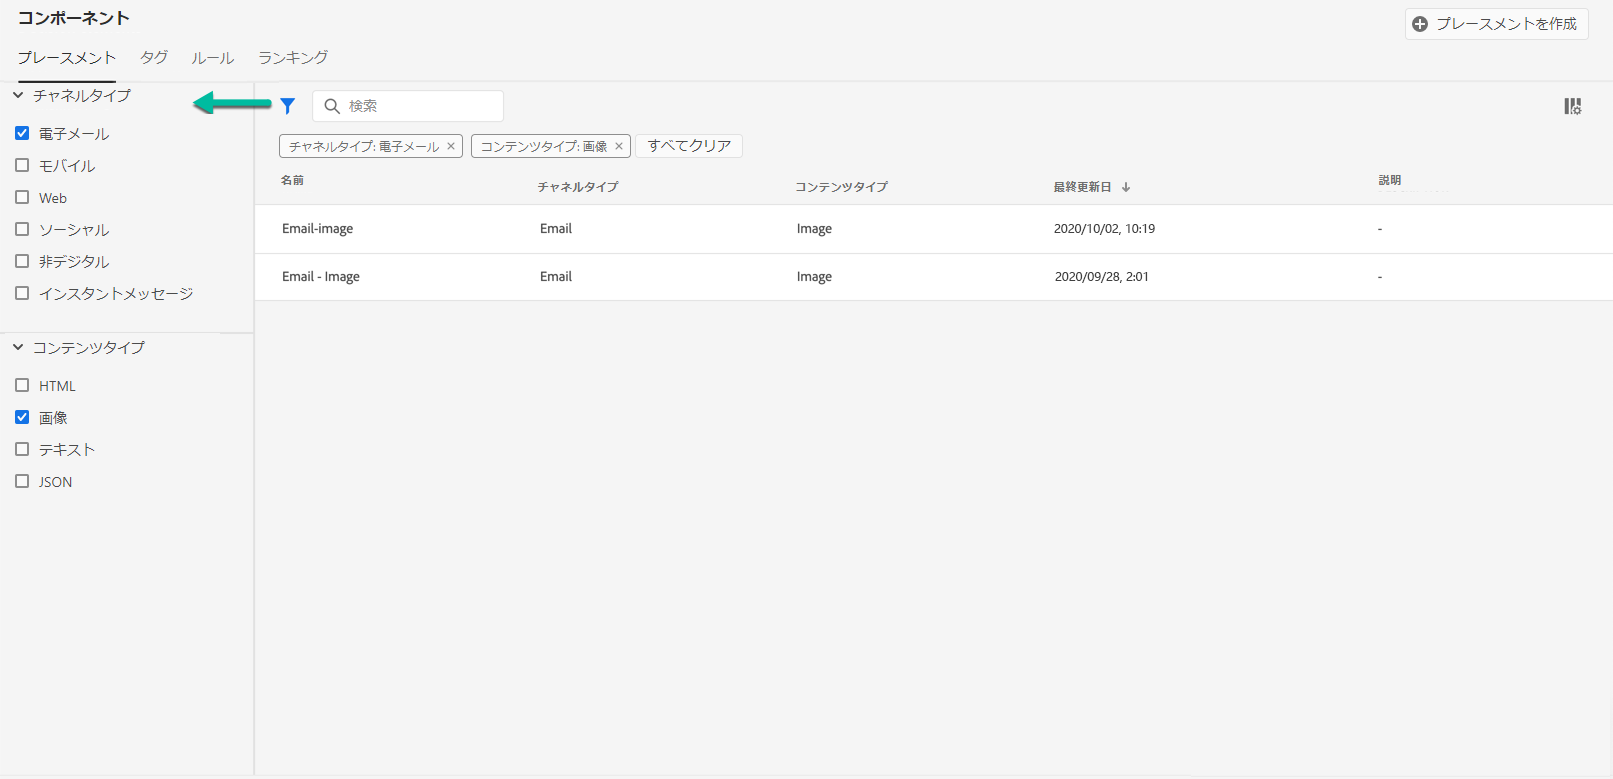 コンポーネント
プレースメントを作成
プレースメント タグ ルール ランキング
チャネルタイプ
電子メール
モバイル
Web
ソーシャル
非デジタル
インスタントメッセージ
コンテンツタイプ
HTML
画像
テキスト
JSON
検索
チャネルタイプ: 電子メール × コンテンツタイプ: 画像 × すべてクリア
名前 チャネルタイプ コンテンツタイプ 最終更新日 ↓ 説明
Email-image Email Image 2020/10/02, 10:19 -
Email - Image Email Image 2020/09/28, 2:01 -